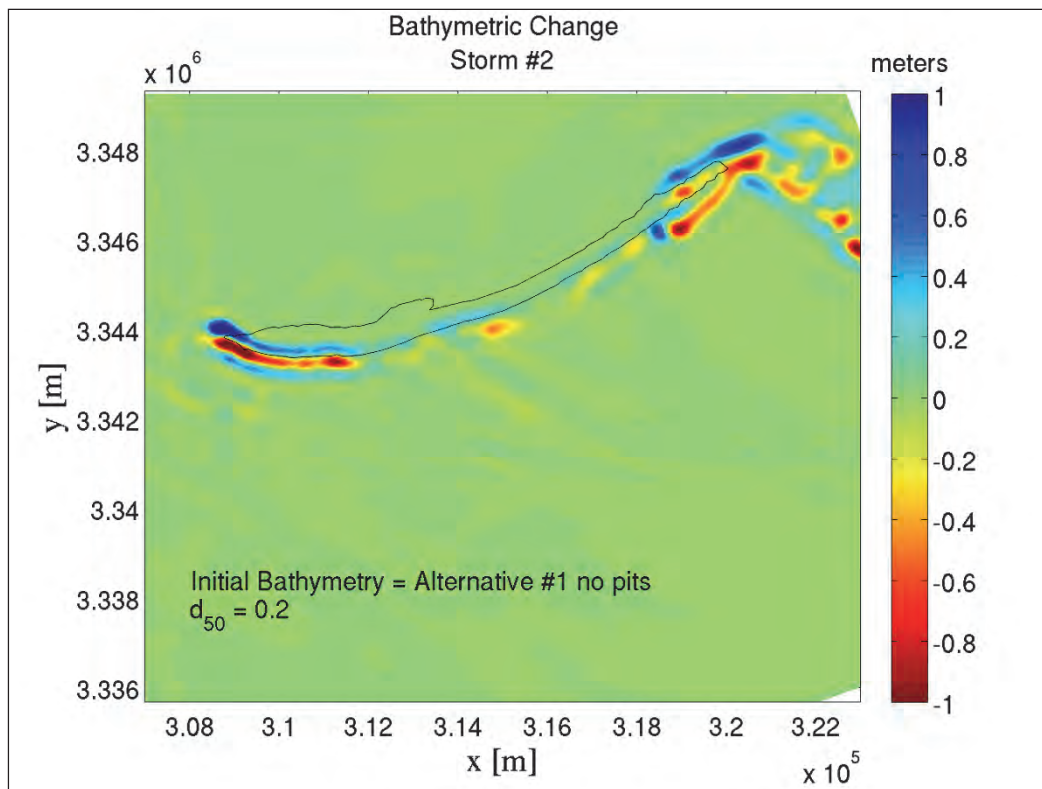 Bathymetric Change
Storm #2
x 10^6
meters
3.348
3.346
3.344
3.342
3.34
3.338
3.336
y [m]
1
0.8
0.6
0.4
0.2
0
-0.2
-0.4
-0.6
-0.8
-1
Initial Bathymetry = Alternative #1 no pits
d_50 = 0.2
3.08 3.1 3.12 3.14 3.16 3.18 3.2 3.22
x [m]
x 10^5